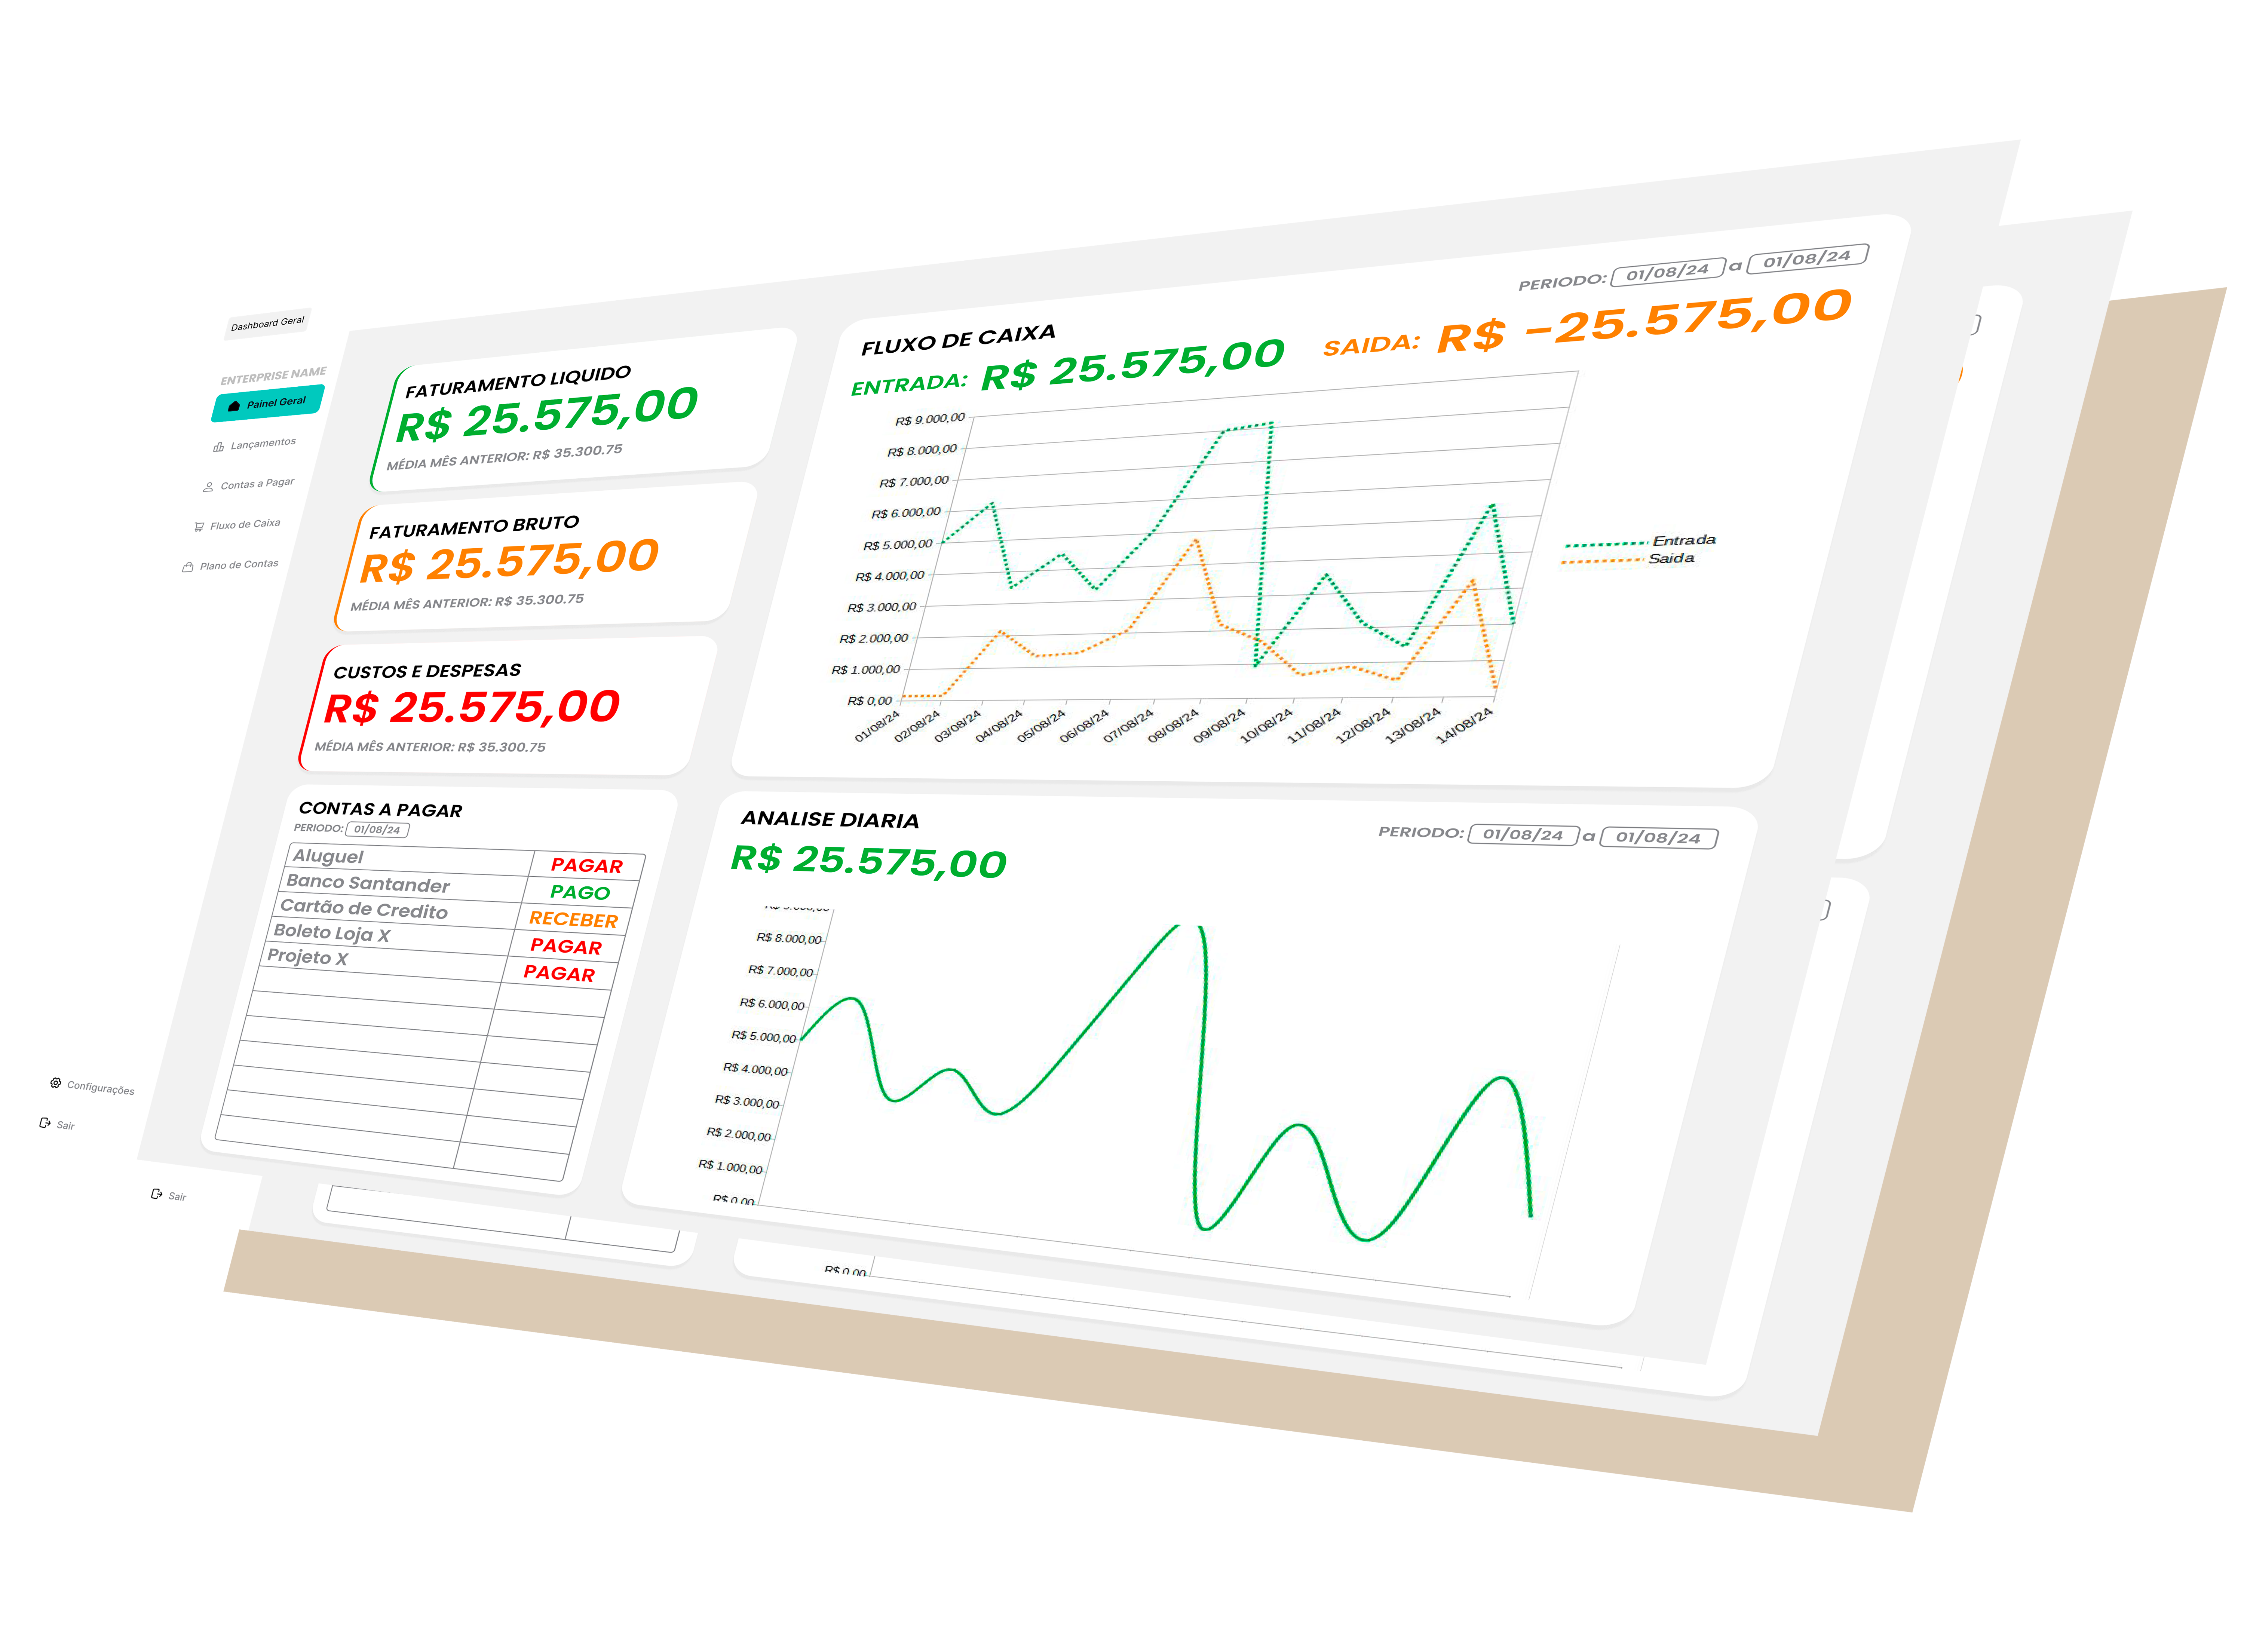 Dashboard Geral
ENTERPRISE NAME
Painel Geral
Lançamentos
Contas a Pagar
Fluxo de Caixa
Plano de Contas
Configurações
Sair
FATURAMENTO LIQUIDO
R$ 25.575,00
MÉDIA MÊS ANTERIOR: R$ 35.300.75
FATURAMENTO BRUTO
R$ 25.575,00
MÉDIA MÊS ANTERIOR: R$ 35.300.75
CUSTOS E DESPESAS
R$ 25.575,00
MÉDIA MÊS ANTERIOR: R$ 35.300.75
CONTAS A PAGAR
PERIODO: 01/08/24
Aluguel PAGAR
Banco Santander PAGO
Cartão de Credito RECEBER
Boleto Loja X PAGAR
Projeto X PAGAR
FLUXO DE CAIXA
PERIODO: 01/08/24 a 01/08/24
ENTRADA: R$ 25.575,00 SAIDA: R$ -25.575,00
R$ 9.000,00
R$ 8.000,00
R$ 7.000,00
R$ 6.000,00
R$ 5.000,00
R$ 4.000,00
R$ 3.000,00
R$ 2.000,00
R$ 1.000,00
R$ 0,00
01/08/24 02/08/24 03/08/24 04/08/24 05/08/24 06/08/24 07/08/24 08/08/24 09/08/24 10/08/24 11/08/24 12/08/24 13/08/24 14/08/24
Entrada
Saida
ANALISE DIARIA
PERIODO: 01/08/24 a 01/08/24
R$ 25.575,00
R$ 8.000,00
R$ 7.000,00
R$ 6.000,00
R$ 5.000,00
R$ 4.000,00
R$ 3.000,00
R$ 2.000,00
R$ 1.000,00
R$ 0,00
Sair
R$ 0,00